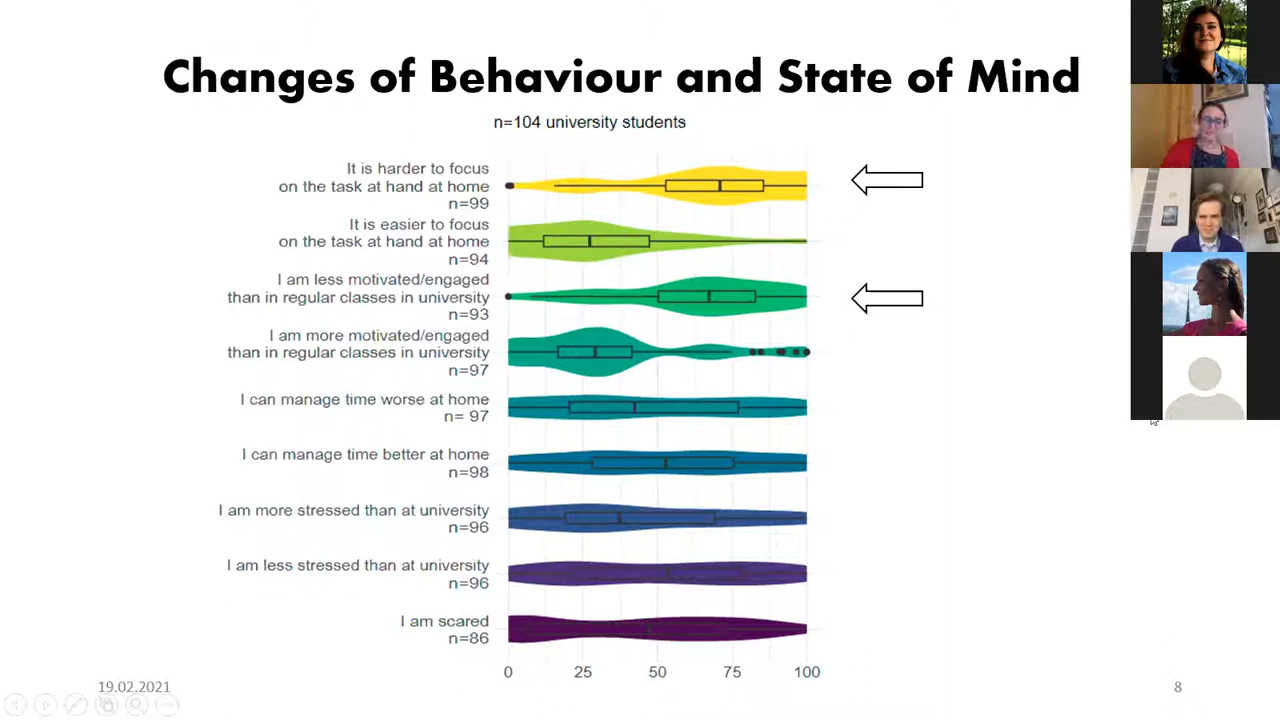 Changes of Behaviour and State of Mind
n=104 university students
It is harder to focus
on the task at hand at home
n=99
It is easier to focus
on the task at hand at home
n=94
I am less motivated/engaged
than in regular classes in university
n=93
I am more motivated/engaged
than in regular classes in university
n=97
I can manage time worse at home
n= 97
I can manage time better at home
n=98
I am more stressed than at university
n=96
I am less stressed than at university
n=96
I am scared
n=86
0 25 50 75 100
19.02.2021 8